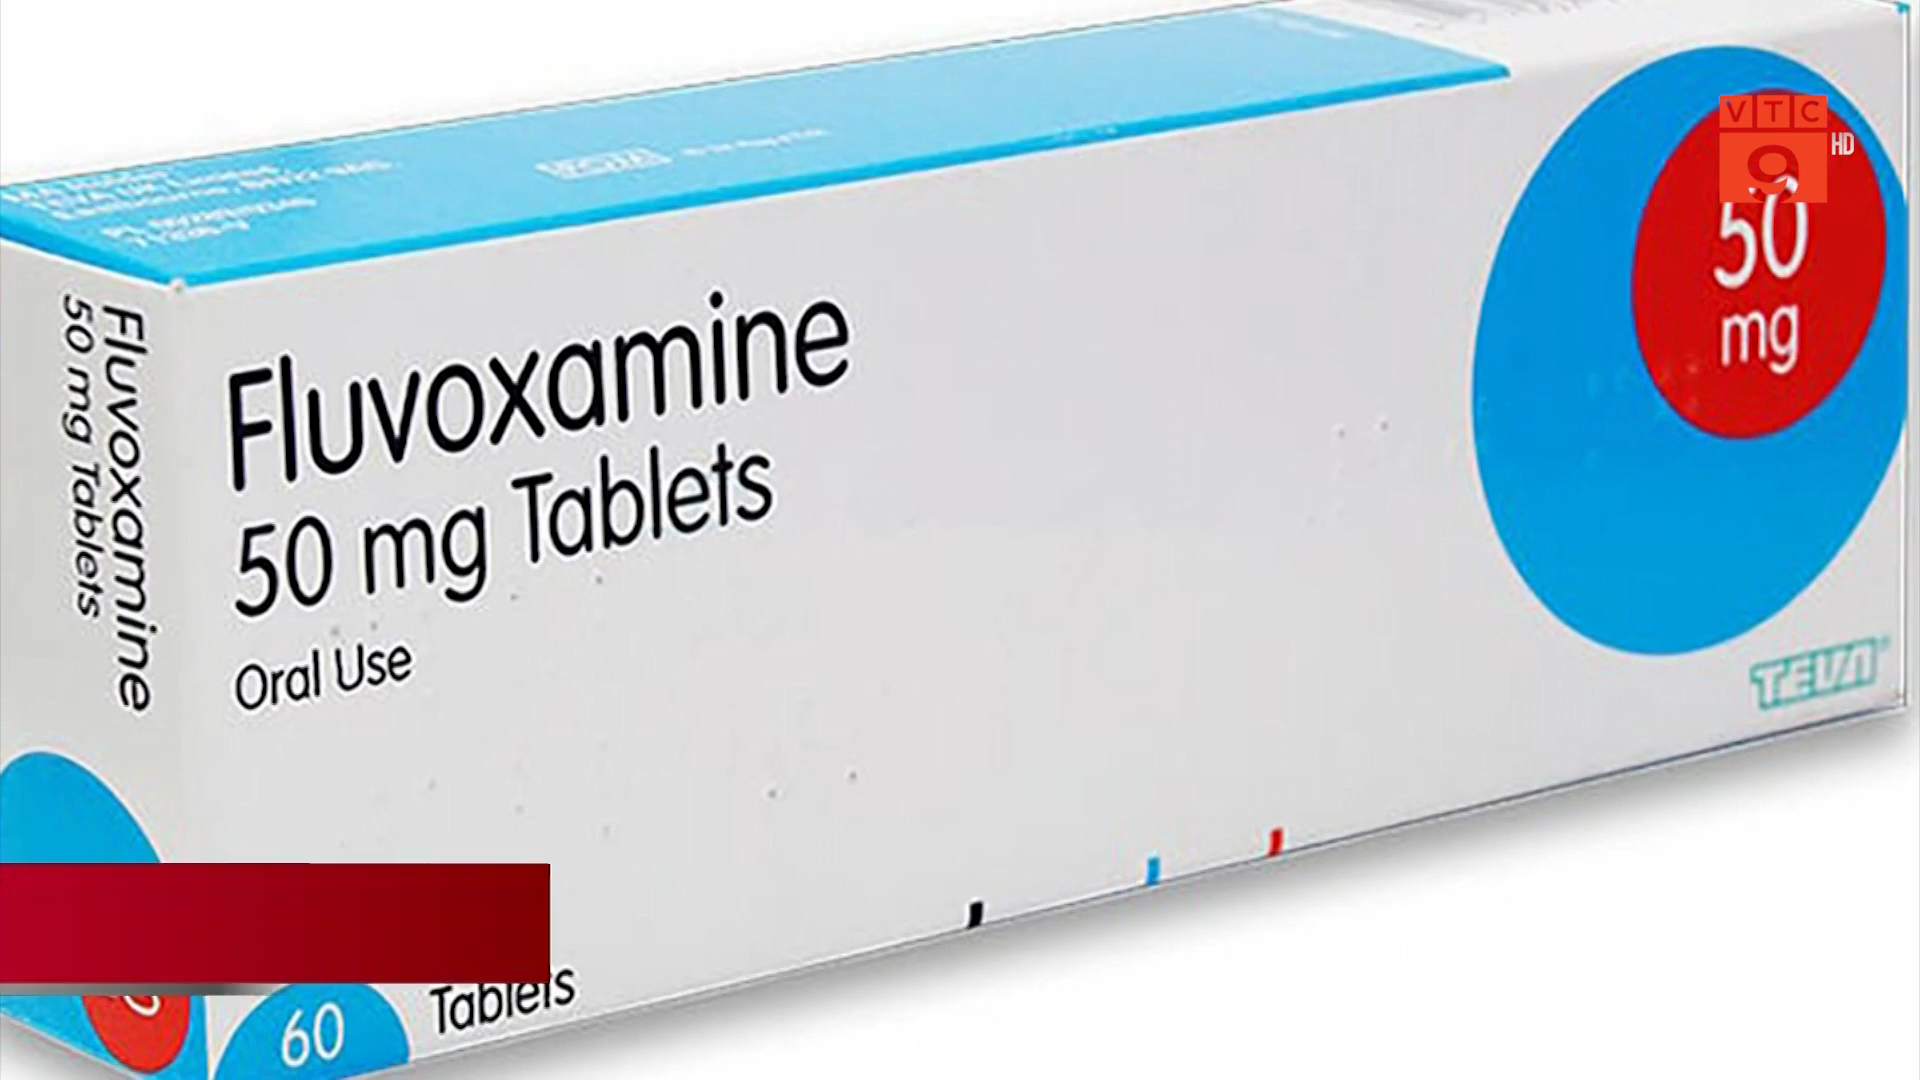 VTC
9
HD
50
mg
Fluvoxamine
50 mg Tablets
Fluvoxamine
50 mg Tablets
Oral Use
TEVA
60
Tablets